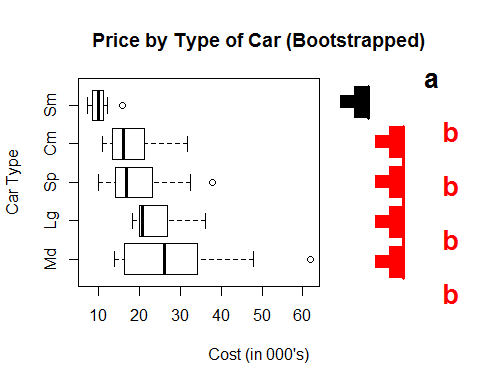 Price by Type of Car (Bootstrapped)
a
Sm
b
Cm
b
Sp
Car Type
Lg
b
Md
b
10 20 30 40 50 60
Cost (in 000's)